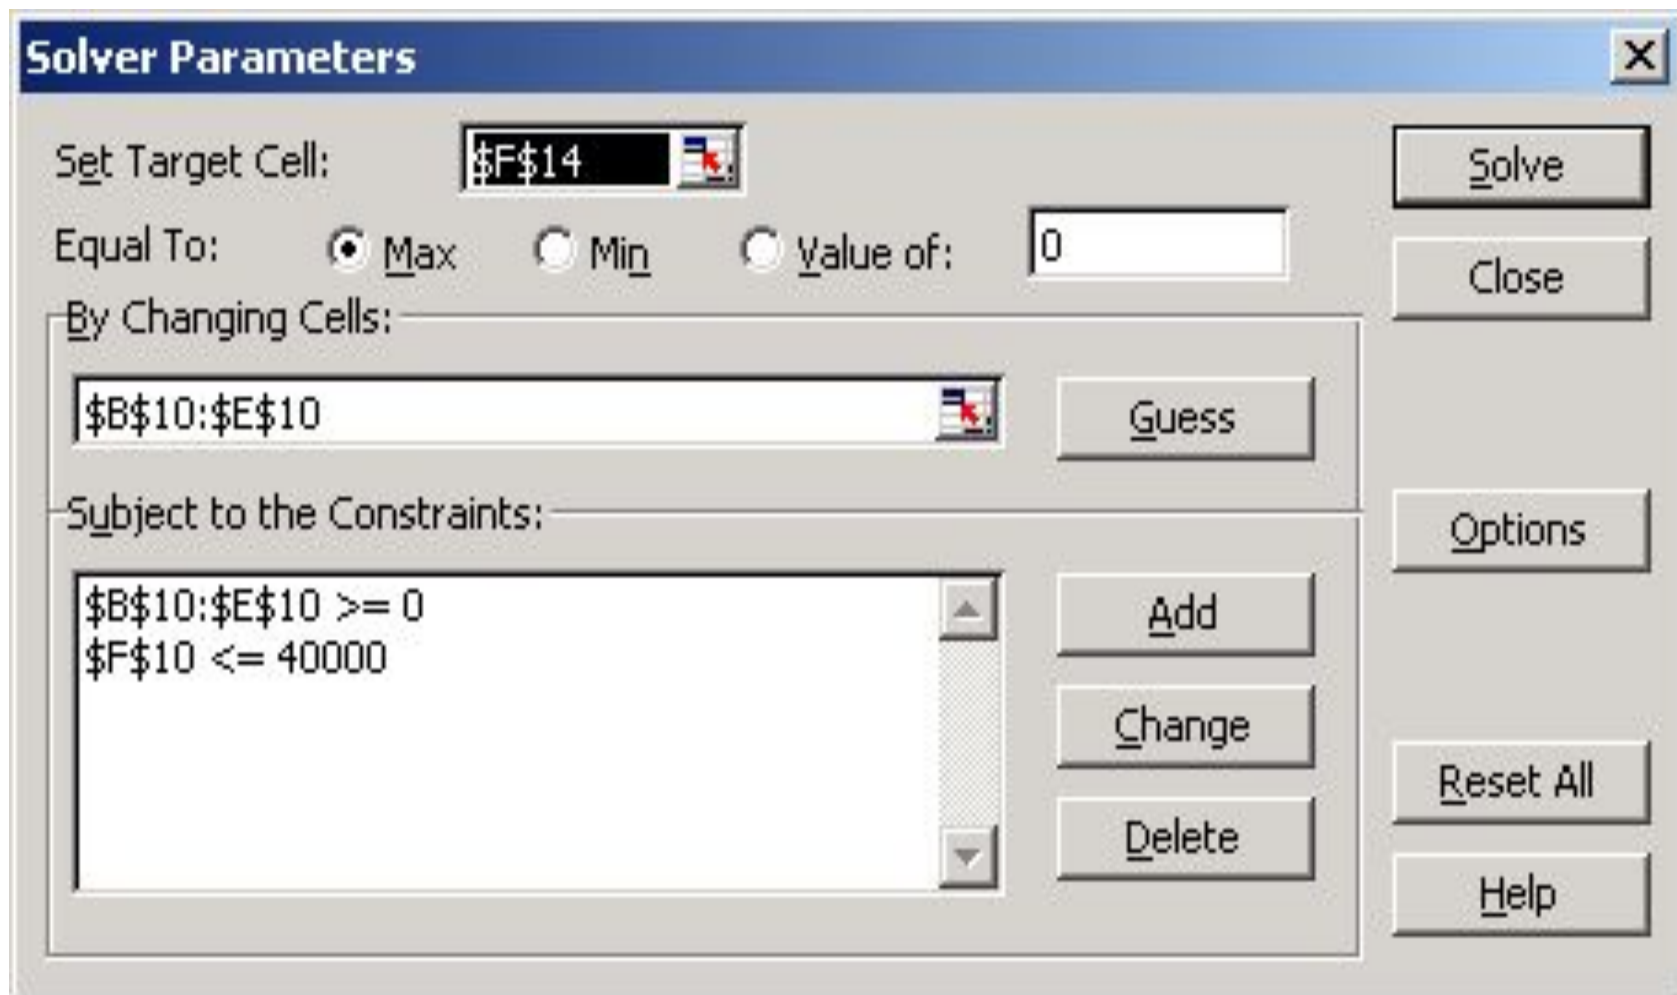 Solver Parameters
Set Target Cell: $F$14
Solve
Equal To: Max Min Value of: 0
Close
By Changing Cells:
$B$10:$E$10
Guess
Subject to the Constraints:
Options
$B$10:$E$10 >= 0
$F$10 <= 40000
Add
Change
Reset All
Delete
Help